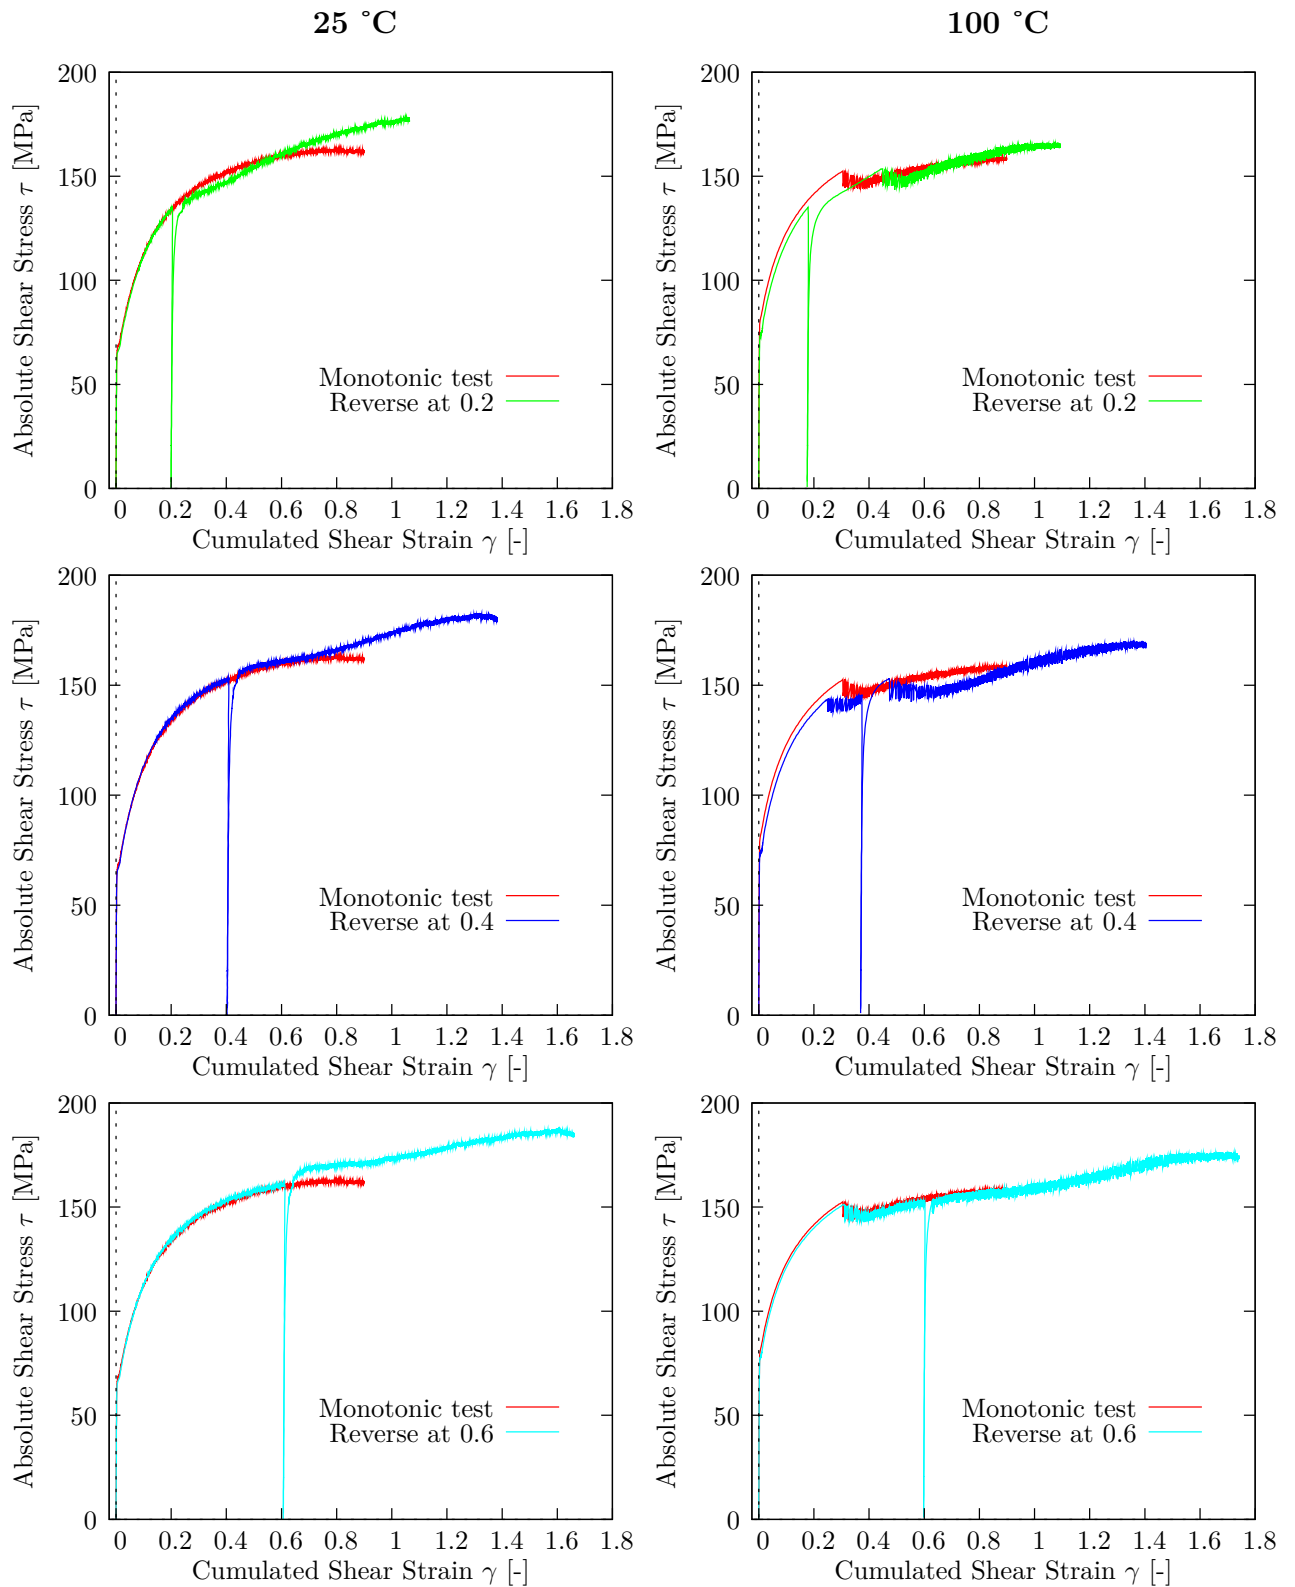 25 °C
100 °C
Absolute Shear Stress τ [MPa]
200
150
100
50
0
Monotonic test
Reverse at 0.2
0 0.2 0.4 0.6 0.8 1 1.2 1.4 1.6 1.8
Cumulated Shear Strain γ [-]
Absolute Shear Stress τ [MPa]
200
150
100
50
0
Monotonic test
Reverse at 0.2
0 0.2 0.4 0.6 0.8 1 1.2 1.4 1.6 1.8
Cumulated Shear Strain γ [-]
Absolute Shear Stress τ [MPa]
200
150
100
50
0
Monotonic test
Reverse at 0.4
0 0.2 0.4 0.6 0.8 1 1.2 1.4 1.6 1.8
Cumulated Shear Strain γ [-]
Absolute Shear Stress τ [MPa]
200
150
100
50
0
Monotonic test
Reverse at 0.4
0 0.2 0.4 0.6 0.8 1 1.2 1.4 1.6 1.8
Cumulated Shear Strain γ [-]
Absolute Shear Stress τ [MPa]
200
150
100
50
0
Monotonic test
Reverse at 0.6
0 0.2 0.4 0.6 0.8 1 1.2 1.4 1.6 1.8
Cumulated Shear Strain γ [-]
Absolute Shear Stress τ [MPa]
200
150
100
50
0
Monotonic test
Reverse at 0.6
0 0.2 0.4 0.6 0.8 1 1.2 1.4 1.6 1.8
Cumulated Shear Strain γ [-]